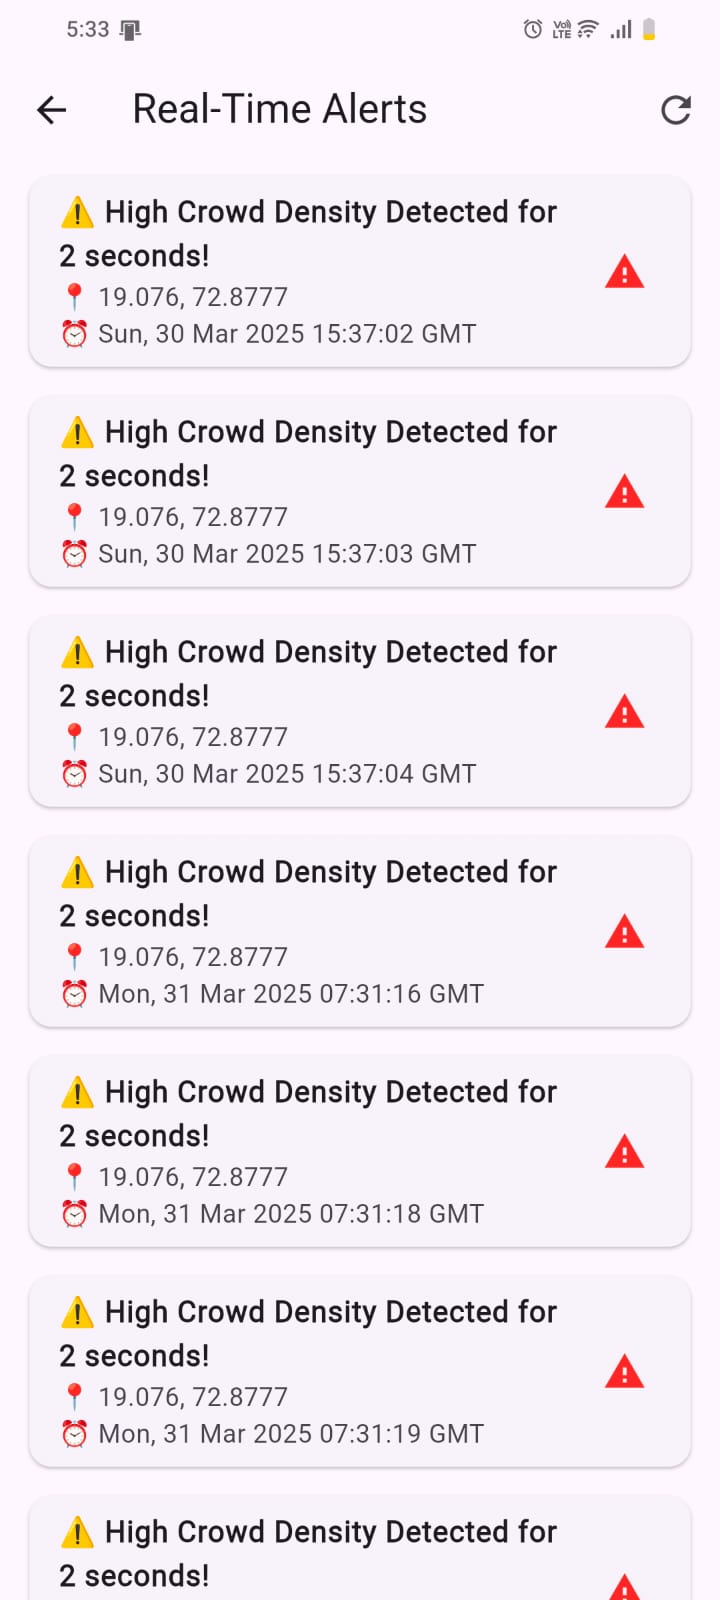 5:33
VoD LTE
Real-Time Alerts
⚠️ High Crowd Density Detected for
2 seconds!
📍 19.076, 72.8777
⏰ Sun, 30 Mar 2025 15:37:02 GMT
⚠️ High Crowd Density Detected for
2 seconds!
📍 19.076, 72.8777
⏰ Sun, 30 Mar 2025 15:37:03 GMT
⚠️ High Crowd Density Detected for
2 seconds!
📍 19.076, 72.8777
⏰ Sun, 30 Mar 2025 15:37:04 GMT
⚠️ High Crowd Density Detected for
2 seconds!
📍 19.076, 72.8777
⏰ Mon, 31 Mar 2025 07:31:16 GMT
⚠️ High Crowd Density Detected for
2 seconds!
📍 19.076, 72.8777
⏰ Mon, 31 Mar 2025 07:31:18 GMT
⚠️ High Crowd Density Detected for
2 seconds!
📍 19.076, 72.8777
⏰ Mon, 31 Mar 2025 07:31:19 GMT
⚠️ High Crowd Density Detected for
2 seconds!